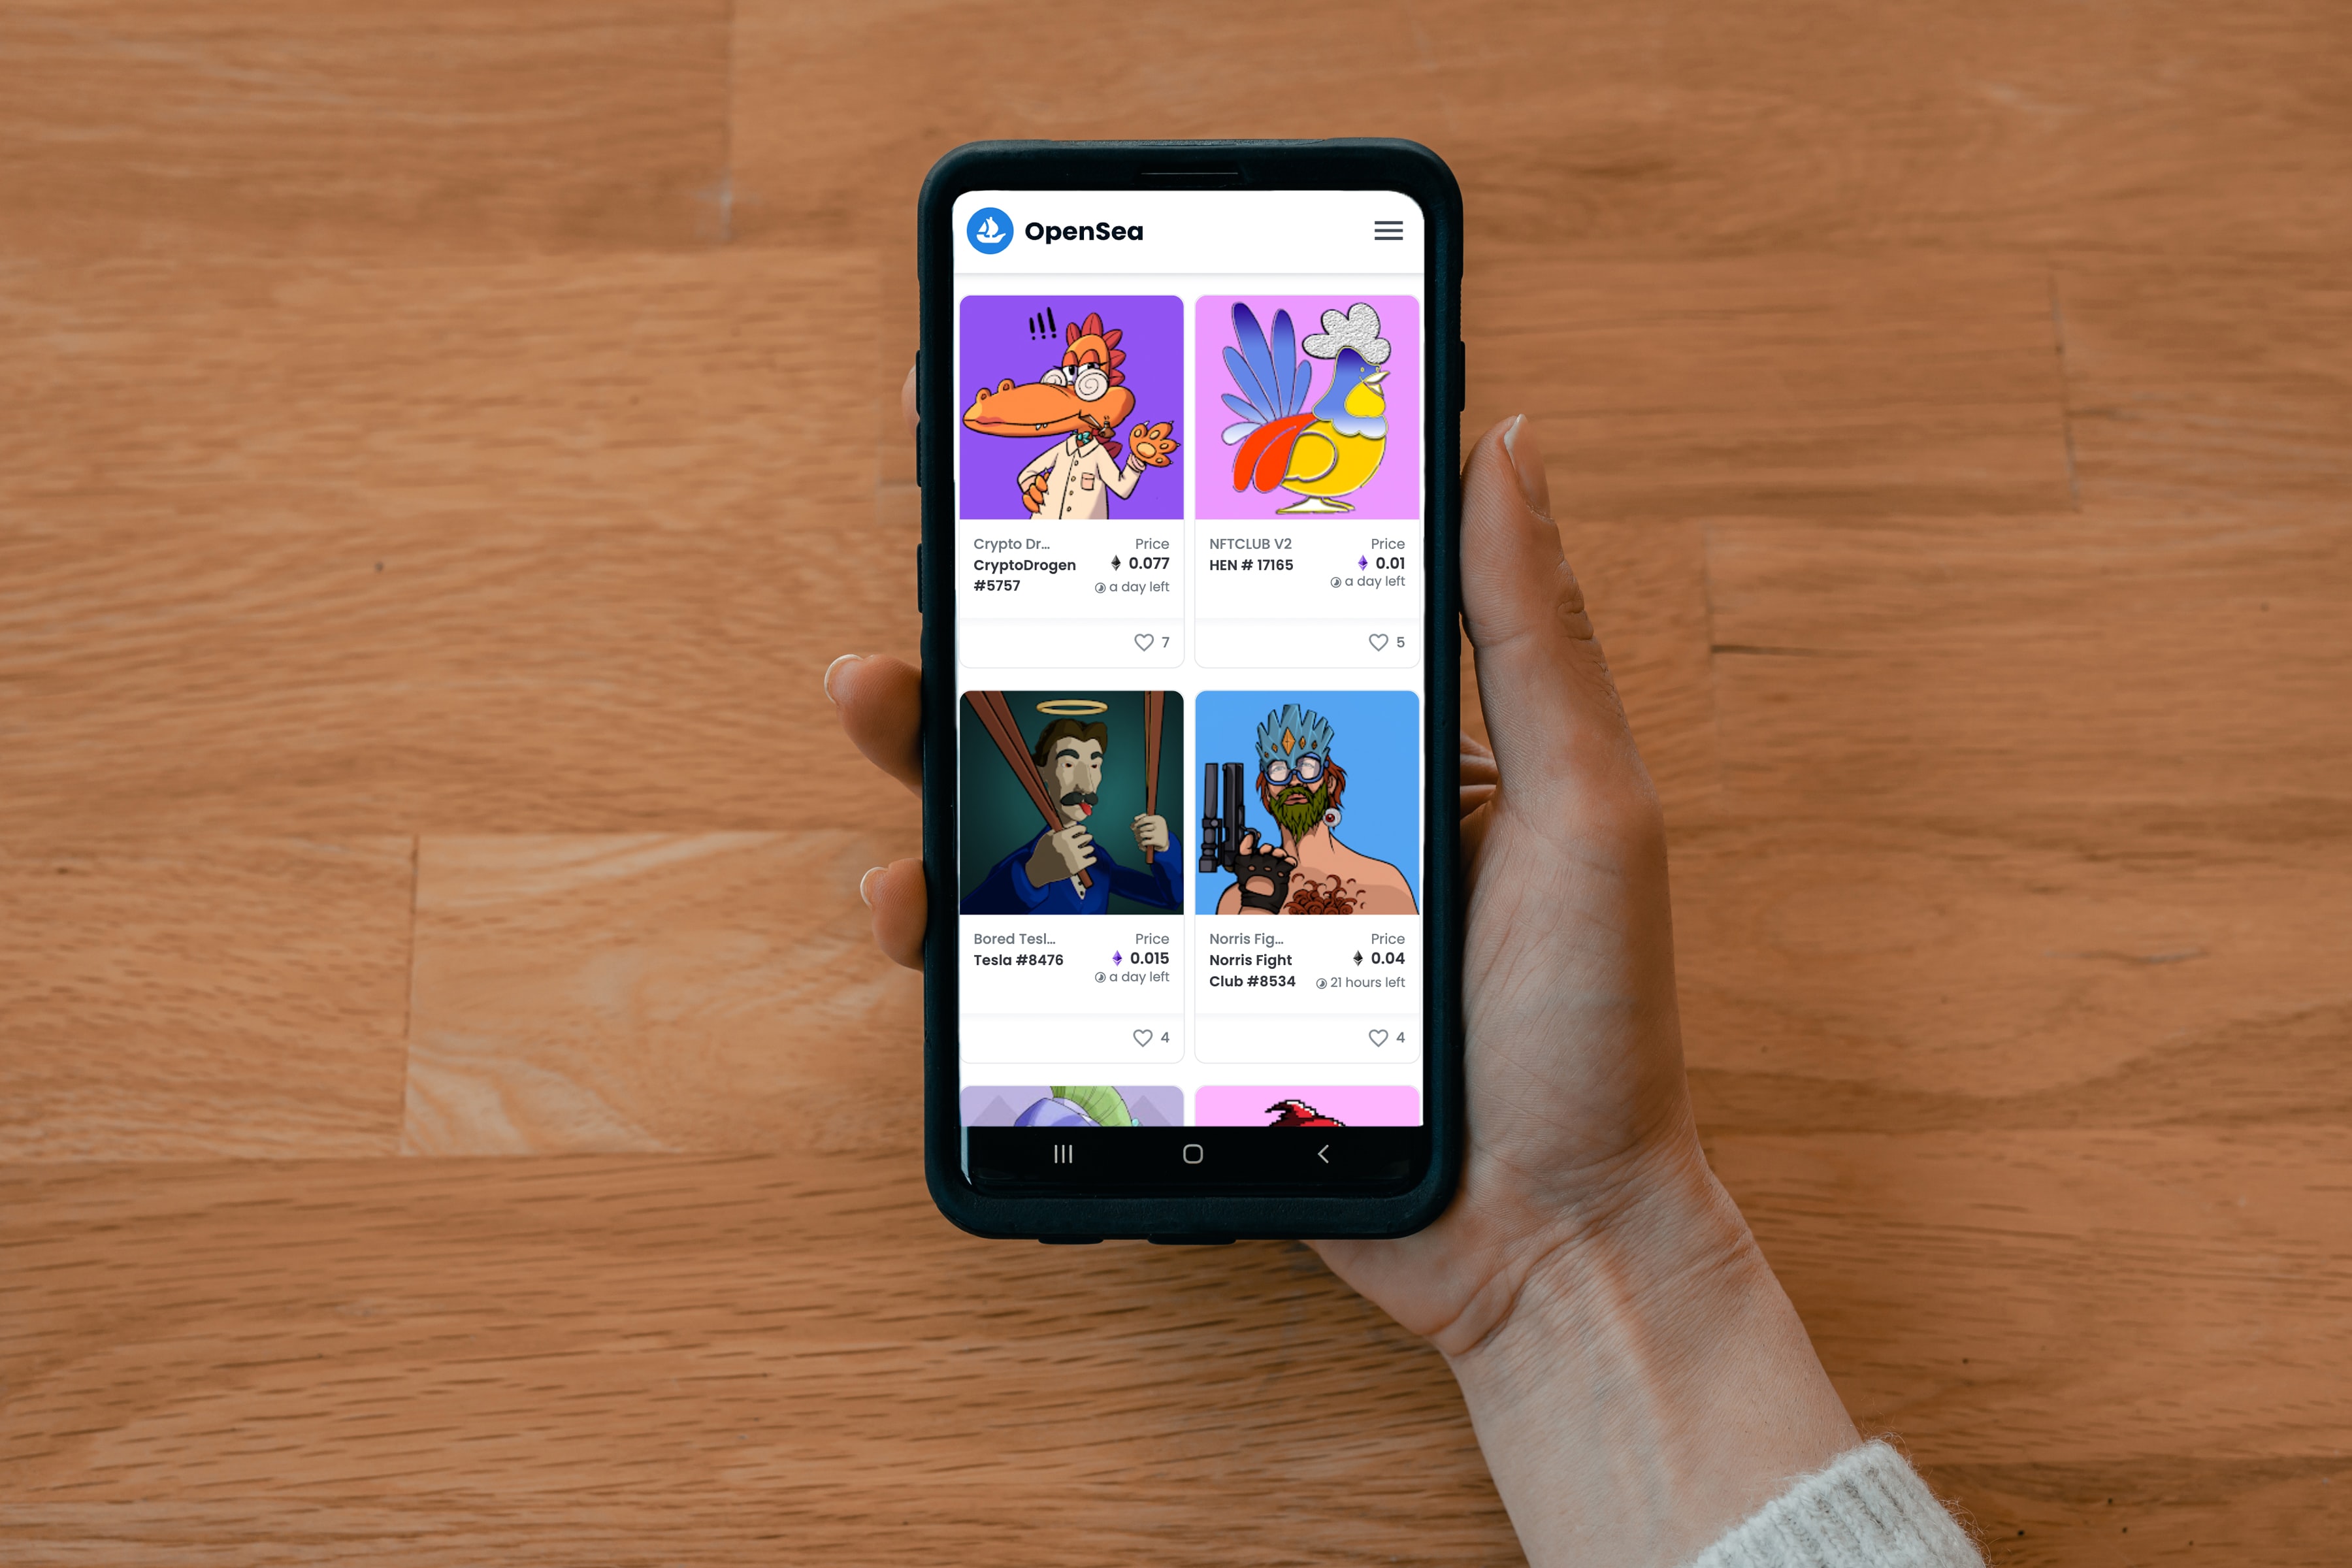 OpenSea
!!!
Crypto Dr...
Price
CryptoDrogen
0.077
#5757
a day left
7
NFTCLUB V2
Price
HEN # 17165
0.01
a day left
5
Bored Tesl...
Price
Tesla #8476
0.015
a day left
4
Norris Fig...
Price
Norris Fight
0.04
Club #8534
21 hours left
4